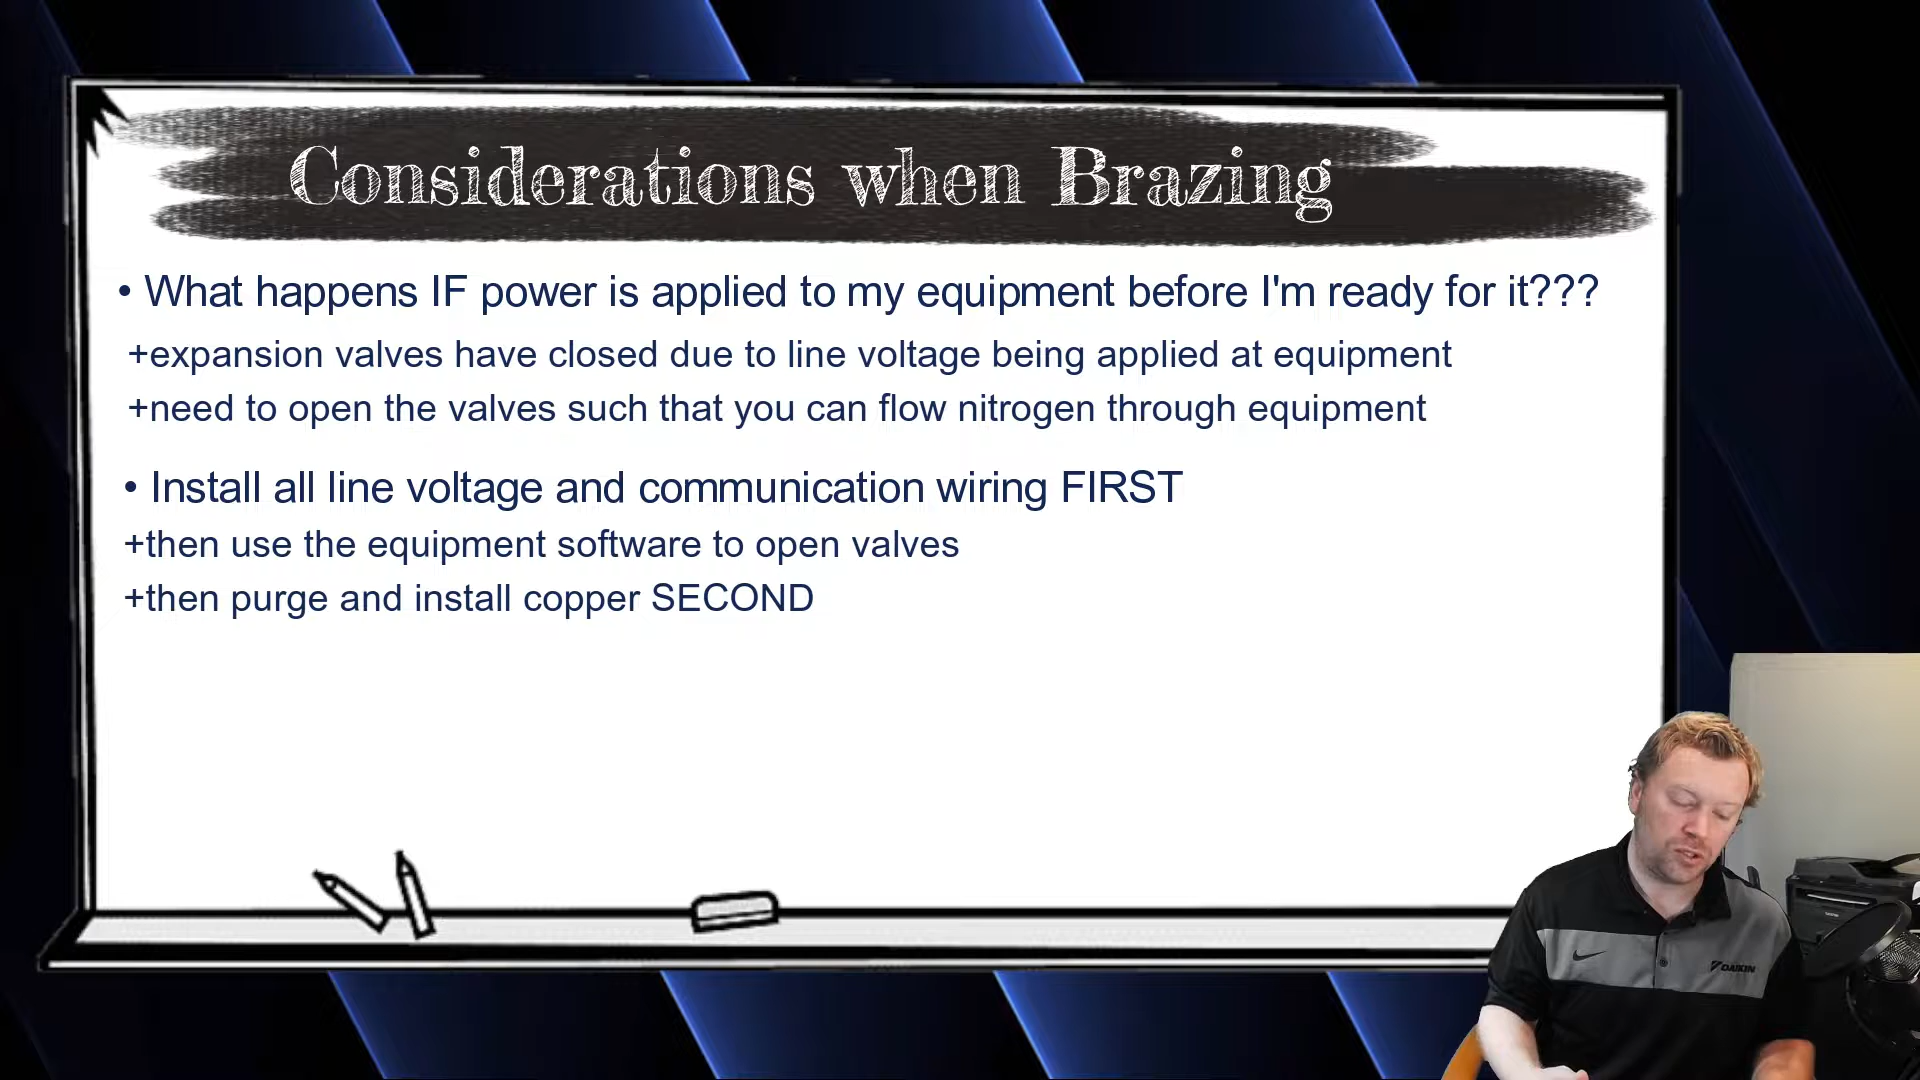 Considerations when Brazing
• What happens IF power is applied to my equipment before I'm ready for it???
+expansion valves have closed due to line voltage being applied at equipment
+need to open the valves such that you can flow nitrogen through equipment
• Install all line voltage and communication wiring FIRST
+then use the equipment software to open valves
+then purge and install copper SECOND
DAIKIN